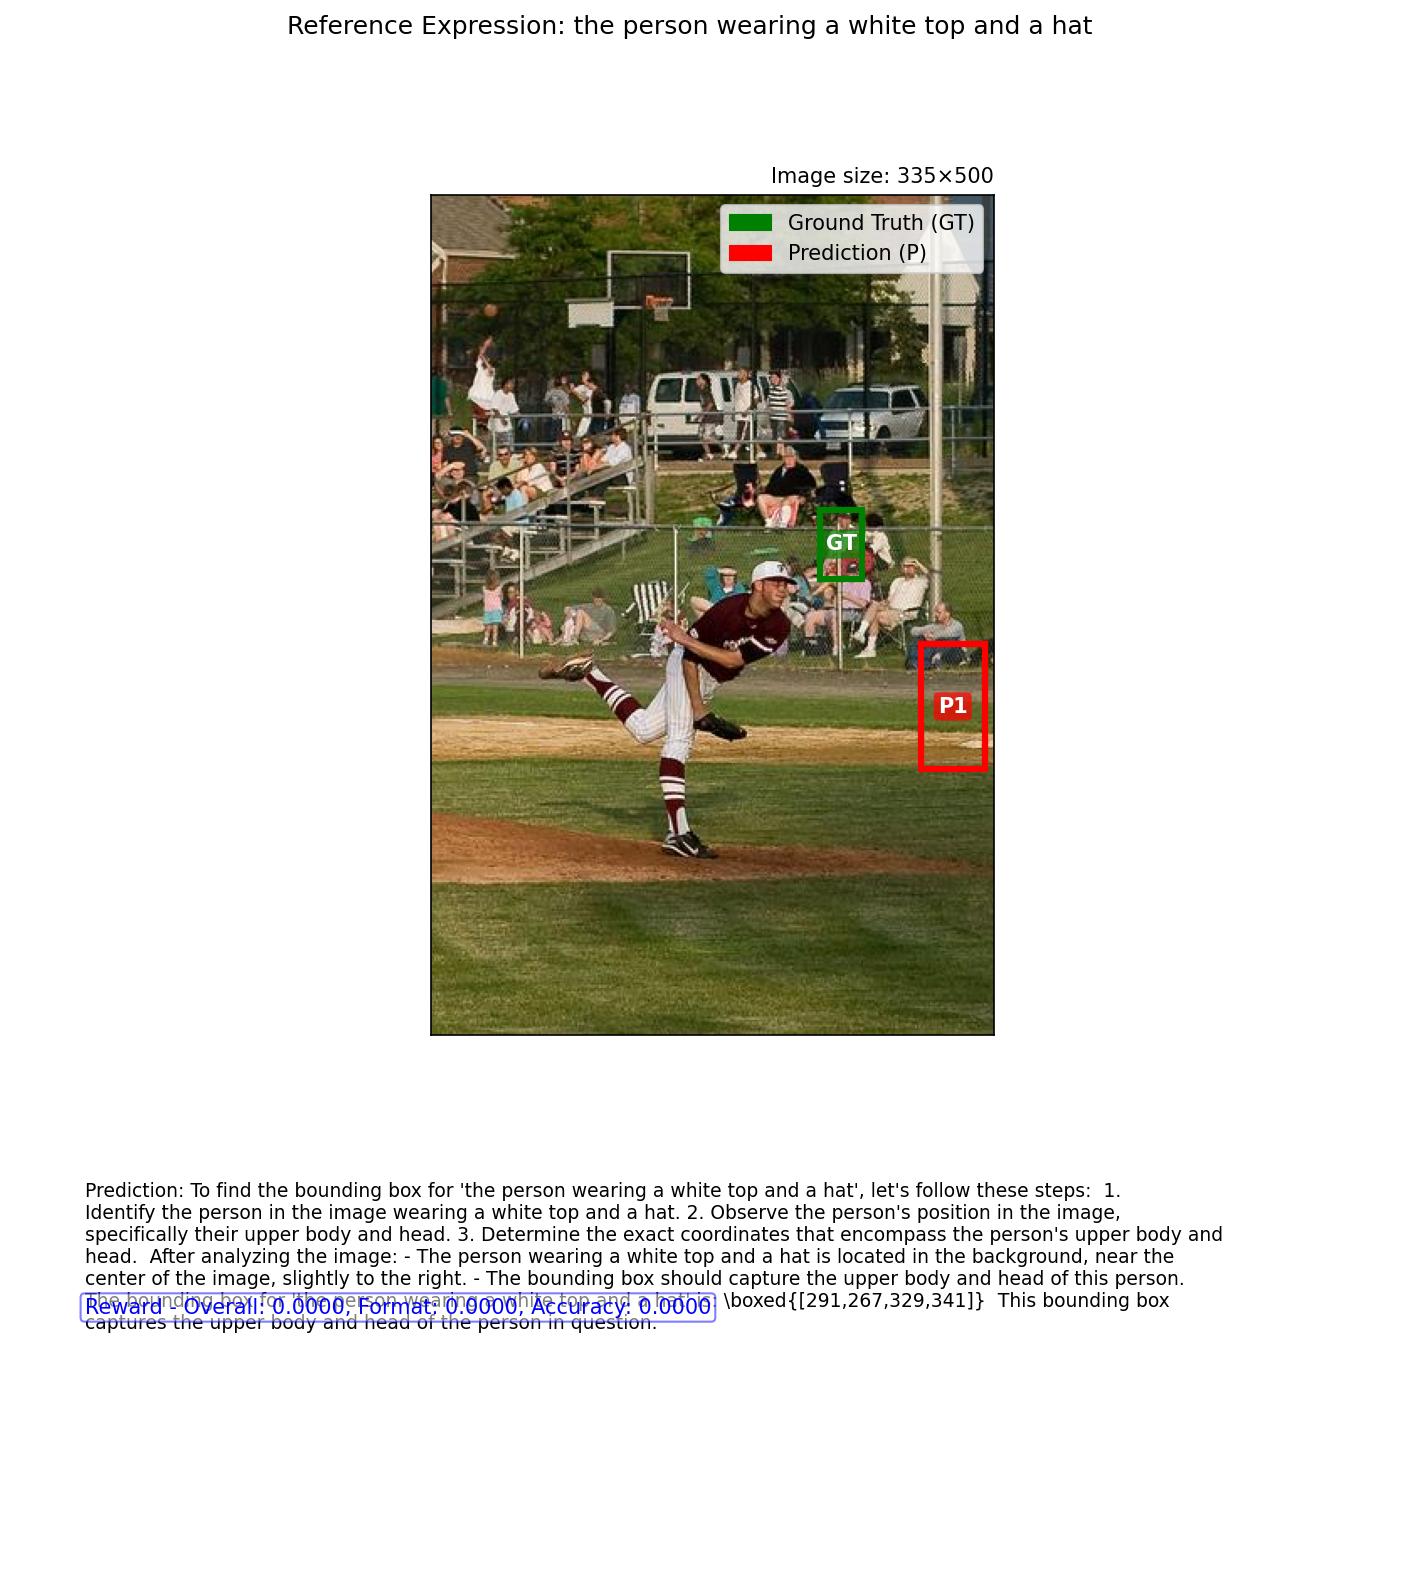 Reference Expression: the person wearing a white top and a hat
Image size: 335×500
Ground Truth (GT)
Prediction (P)
GT
P1
Prediction: To find the bounding box for 'the person wearing a white top and a hat', let's follow these steps:  1.
Identify the person in the image wearing a white top and a hat. 2. Observe the person's position in the image,
specifically their upper body and head. 3. Determine the exact coordinates that encompass the person's upper body and
head.  After analyzing the image: - The person wearing a white top and a hat is located in the background, near the
center of the image, slightly to the right. - The bounding box should capture the upper body and head of this person.
The bounding box for 'the person wearing a white top and a hat' is: \boxed{[291,267,329,341]}  This bounding box
Reward - Overall: 0.0000, Format: 0.0000, Accuracy: 0.0000
captures the upper body and head of the person in question.